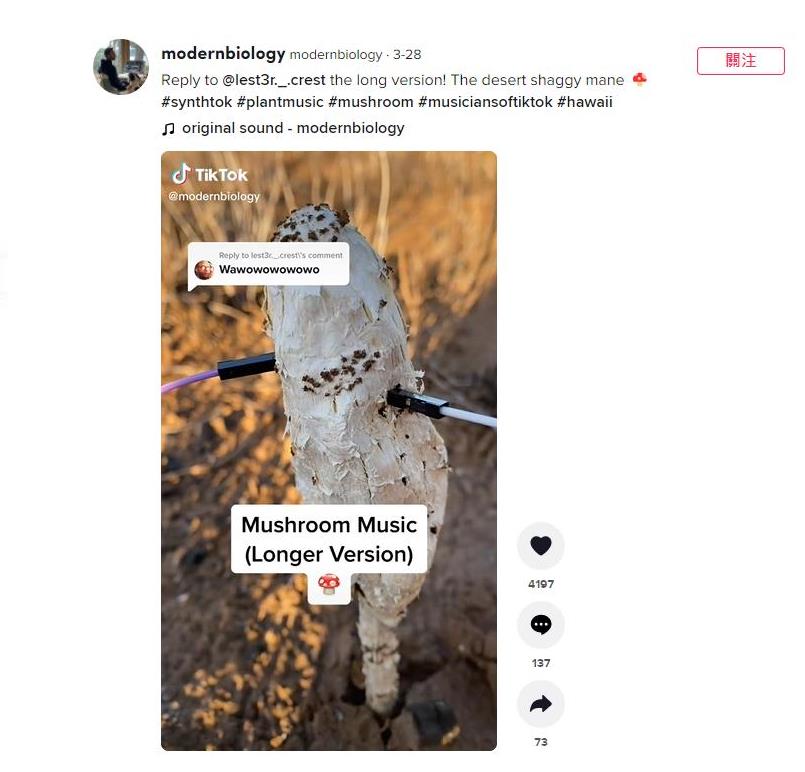 modernbiology modernbiology · 3-28
關注
Reply to @lest3r._.crest the long version! The desert shaggy mane 🍄
#synthtok #plantmusic #mushroom #musiciansoftiktok #hawaii
♫ original sound - modernbiology
TikTok
@modernbiology
Reply to lest3r._.crest\'s comment
Wawowowowowo
Mushroom Music
(Longer Version)
🍄
4197
137
73